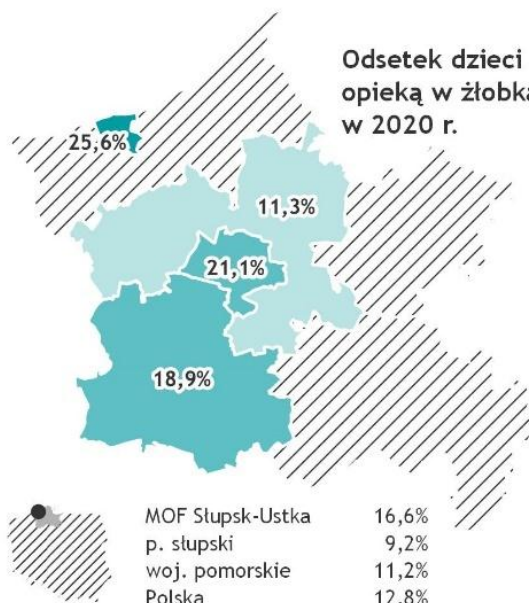 Odsetek dzieci
opieką w
w 2020 r.
25,6%
11,3%
21,1%
18,9%
MOF Słupsk-Ustka 16,6%
p. słupski 9,2%
woj. pomorskie 11,2%
Polska 12,8%